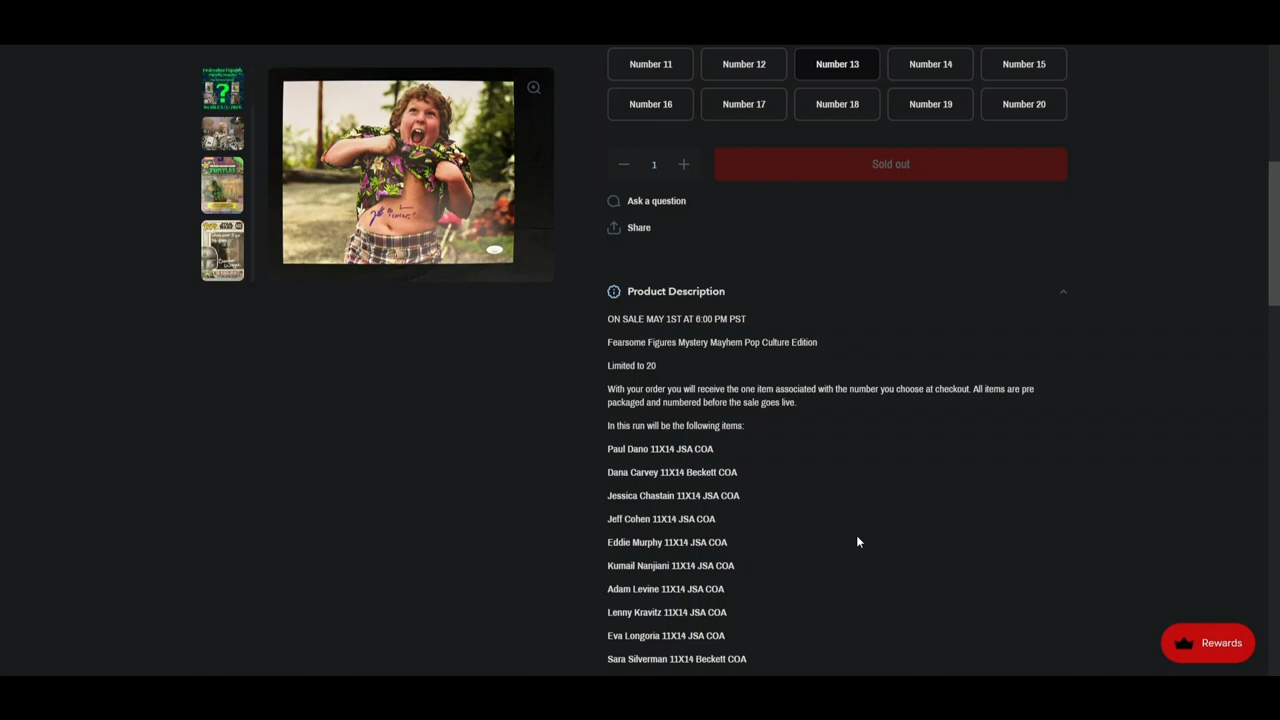 Number 11
Number 12
Number 13
Number 14
Number 15
Number 16
Number 17
Number 18
Number 19
Number 20
1
Sold out
Ask a question
Share
Product Description
ON SALE MAY 1ST AT 6:00 PM PST
Fearsome Figures Mystery Mayhem Pop Culture Edition
Limited to 20
With your order you will receive the one item associated with the number you choose at checkout. All items are pre
packaged and numbered before the sale goes live.
In this run will be the following items:
Paul Dano 11X14 JSA COA
Dana Carvey 11X14 Beckett COA
Jessica Chastain 11X14 JSA COA
Jeff Cohen 11X14 JSA COA
Eddie Murphy 11X14 JSA COA
Kumail Nanjiani 11X14 JSA COA
Adam Levine 11X14 JSA COA
Lenny Kravitz 11X14 JSA COA
Eva Longoria 11X14 JSA COA
Sara Silverman 11X14 Beckett COA
Rewards